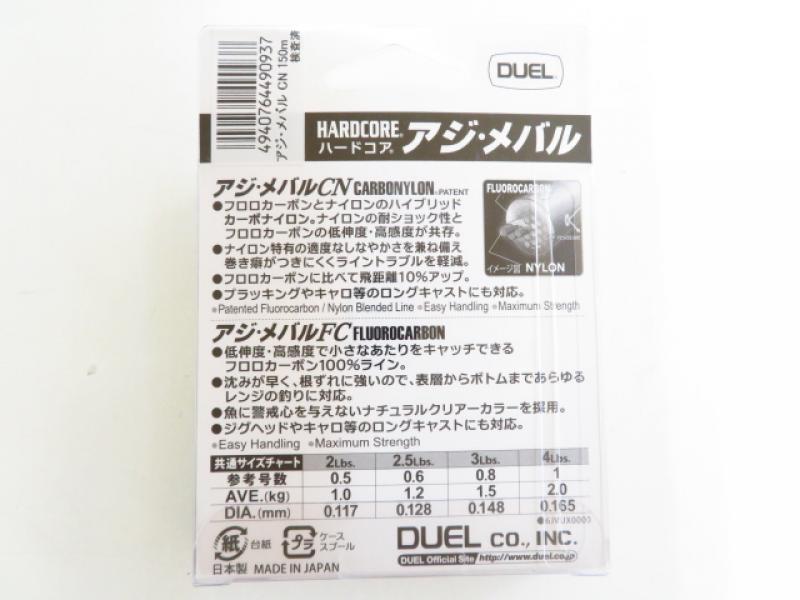 4940764490937
アジ・メバル CN 150m
検査済
DUEL®
HARDCORE®
ハードコア®
アジ・メバル
アジ・メバルCN CARBONYLON® PATENT
●フロロカーボンとナイロンのハイブリッド
カーボナイロン。ナイロンの耐ショック性と
フロロカーボンの低伸度・高感度が共存。
●ナイロン特有の適度なしなやかさを兼ね備え
巻き癖がつきにくくライントラブルを軽減。
●フロロカーボンに比べて飛距離10%アップ。
●プラッキングやキャロ等のロングキャストにも対応。
●Patented Fluorocarbon / Nylon Blended Line ●Easy Handling ●Maximum Strength
FLUOROCARBON
イメージ図 NYLON
アジ・メバルFC FLUOROCARBON
●低伸度・高感度で小さなあたりをキャッチできる
フロロカーボン100%ライン。
●沈みが早く、根ずれに強いので、表層からボトムまであらゆる
レンジの釣りに対応。
●魚に警戒心を与えないナチュラルクリアーカラーを採用。
●ジグヘッドやキャロ等のロングキャストにも対応。
●Easy Handling ●Maximum Strength
共通サイズチャート 2Lbs. 2.5Lbs. 3Lbs. 4Lbs.
参考号数 0.5 0.6 0.8 1
AVE.(kg) 1.0 1.2 1.5 2.0
DIA.(mm) 0.117 0.128 0.148 0.165
紙 台紙
プラ ケース
スプール
DUEL CO., INC.
DUEL Official Site http://www.duel.co.jp
日本製 MADE IN JAPAN